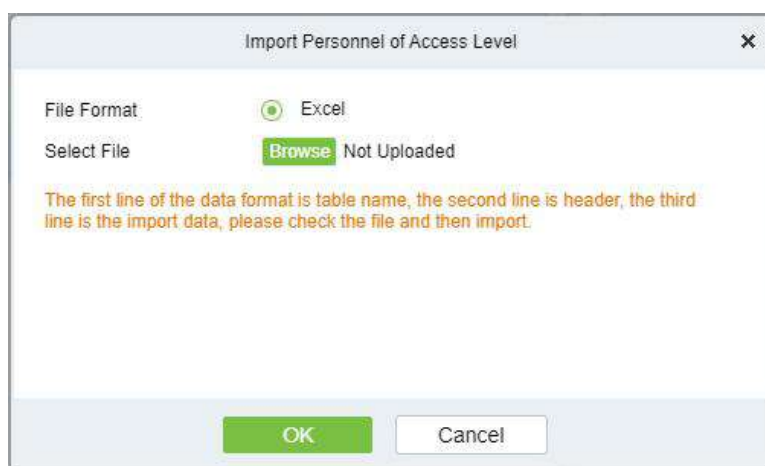 Import Personnel of Access Level
File Format Excel
Select File Browse Not Uploaded
The first line of the data format is table name, the second line is header, the third
line is the import data, please check the file and then import.
OK Cancel